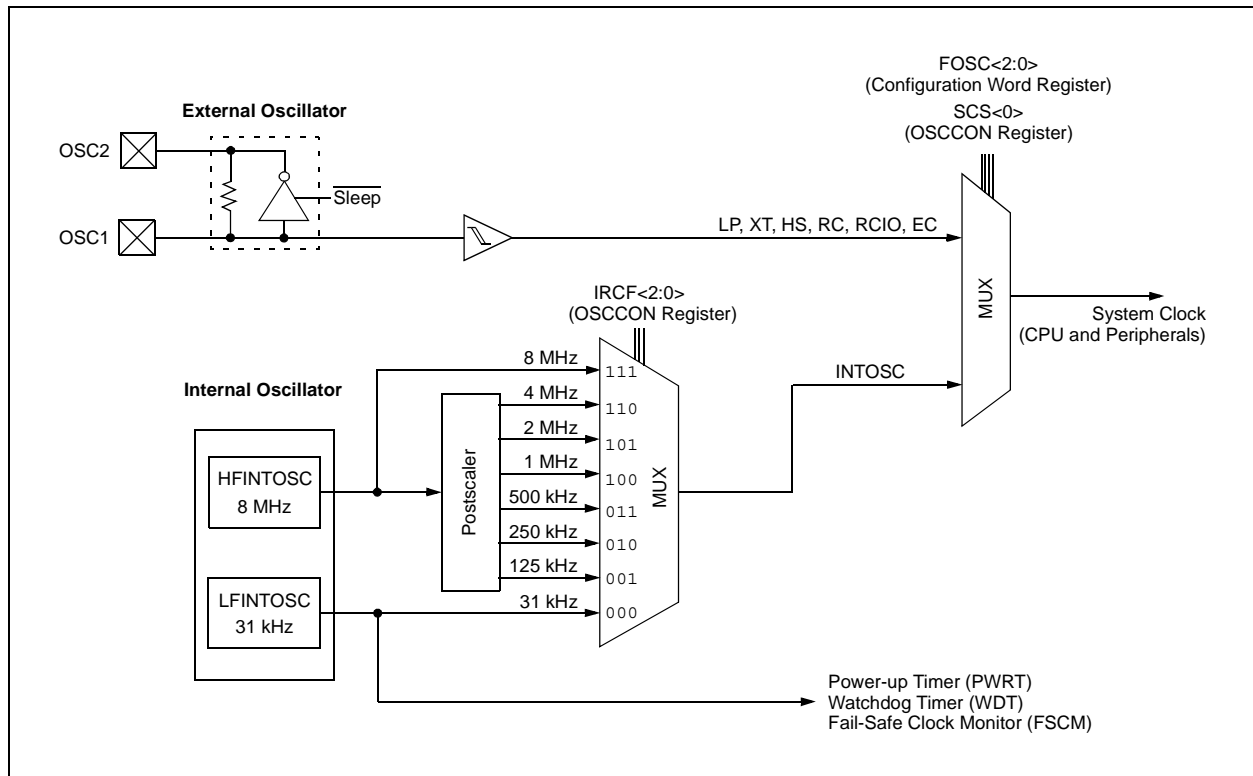 FOSC<2:0>
(Configuration Word Register)
SCS<0>
(OSCCON Register)
External Oscillator
OSC2
Sleep
OSC1
LP, XT, HS, RC, RCIO, EC
IRCF<2:0>
(OSCCON Register)
MUX
System Clock
(CPU and Peripherals)
8 MHz
111
INTOSC
Internal Oscillator
4 MHz
110
2 MHz
101
HFINTOSC
8 MHz
Postscaler
1 MHz
100
MUX
500 kHz
011
250 kHz
010
125 kHz
001
LFINTOSC
31 kHz
31 kHz
000
Power-up Timer (PWRT)
Watchdog Timer (WDT)
Fail-Safe Clock Monitor (FSCM)